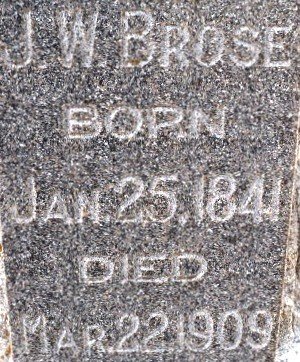 J.W. BROSE
BORN
JAN. 25, 1841
DIED
MAR. 22 1909